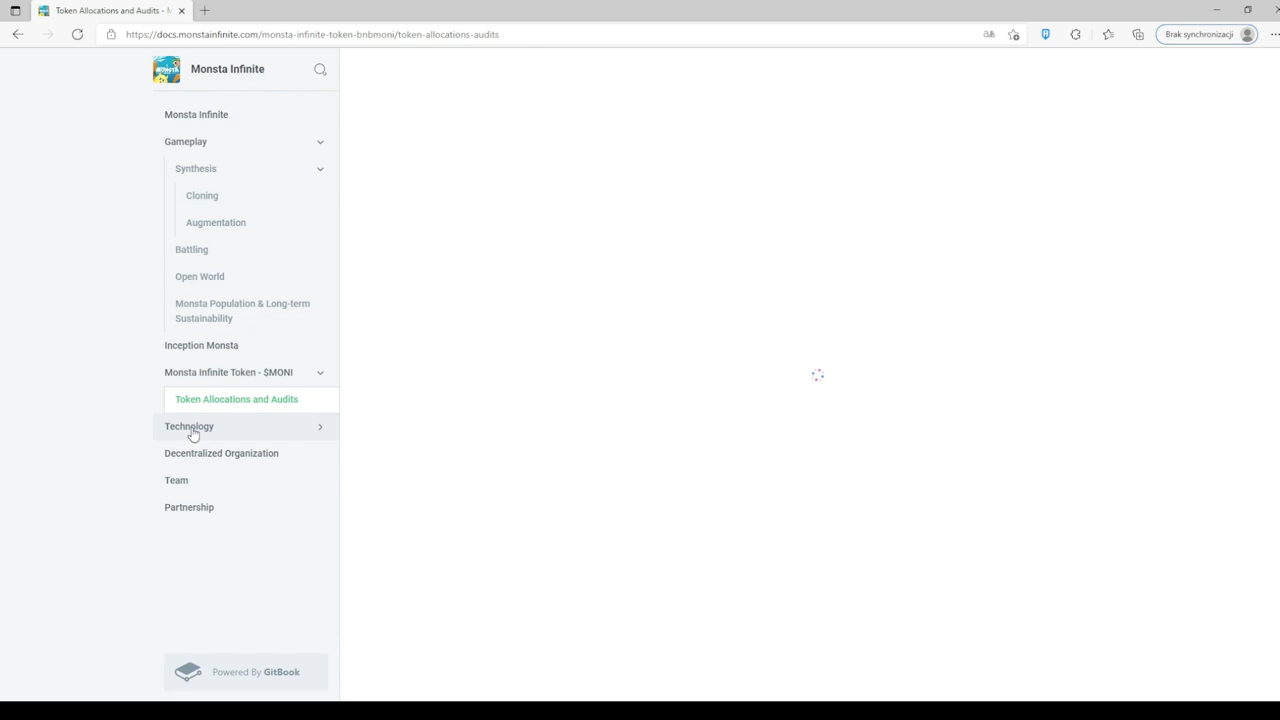 Token Allocations and Audits - M
https://docs.monstainfinite.com/monsta-infinite-token-bnbmoni/token-allocations-audits
Brak synchronizacji
Monsta Infinite
Monsta Infinite
Gameplay
Synthesis
Cloning
Augmentation
Battling
Open World
Monsta Population & Long-term
Sustainability
Inception Monsta
Monsta Infinite Token - $MONI
Token Allocations and Audits
Technology
Decentralized Organization
Team
Partnership
Powered By GitBook